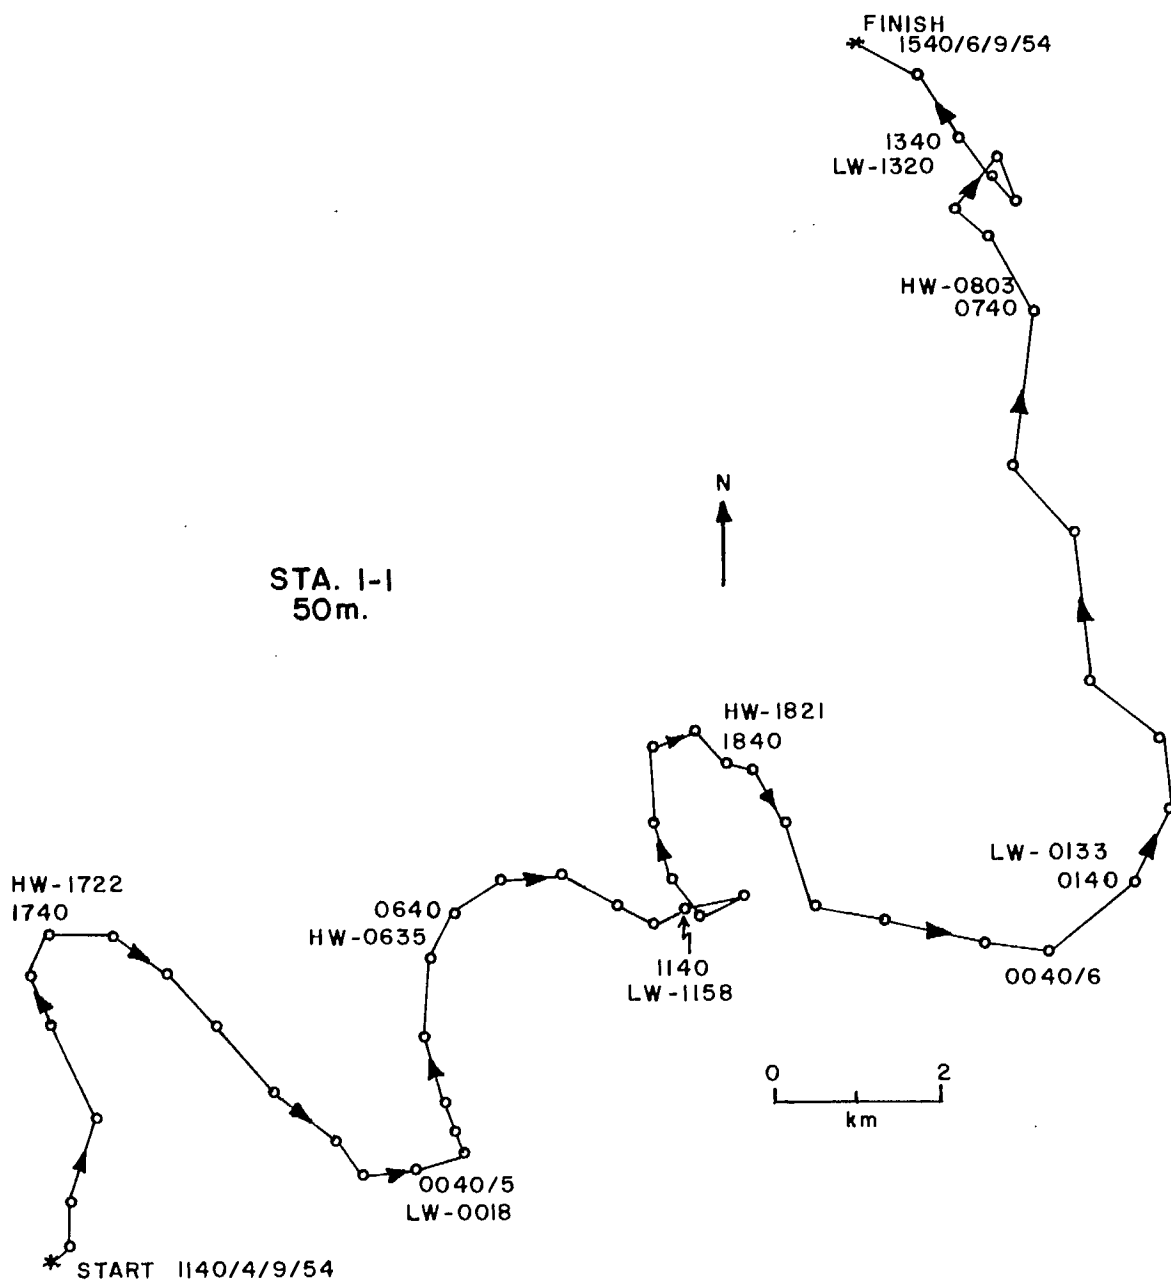 FINISH
1540/6/9/54
1340
LW-1320
HW-0803
0740
N
STA. 1-1
50m.
HW-1821
1840
LW-0133
0140
HW-1722
1740
0640
HW-0635
1140
LW-1158
0040/6
0 2
km
0040/5
LW-0018
START 1140/4/9/54